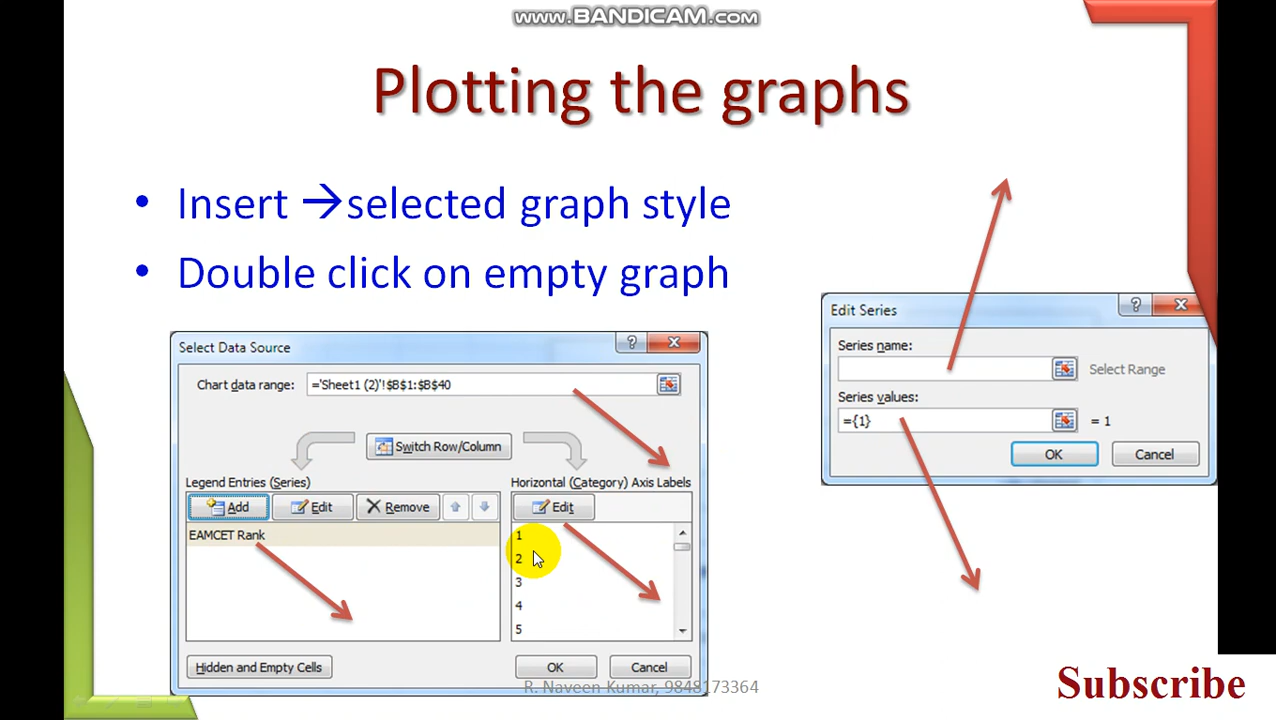 www.BANDICAM.com
Plotting the graphs
• Insert →selected graph style
• Double click on empty graph
Select Data Source
Chart data range: ='Sheet1 (2)'!$B$1:$B$40
Switch Row/Column
Legend Entries (Series)
Add Edit Remove
EAMCET Rank
Horizontal (Category) Axis Labels
Edit
1
2
3
4
5
Hidden and Empty Cells
OK Cancel
Edit Series
Series name:
Select Range
Series values:
={1} = 1
OK Cancel
R. Naveen Kumar, 9848173364
Subscribe